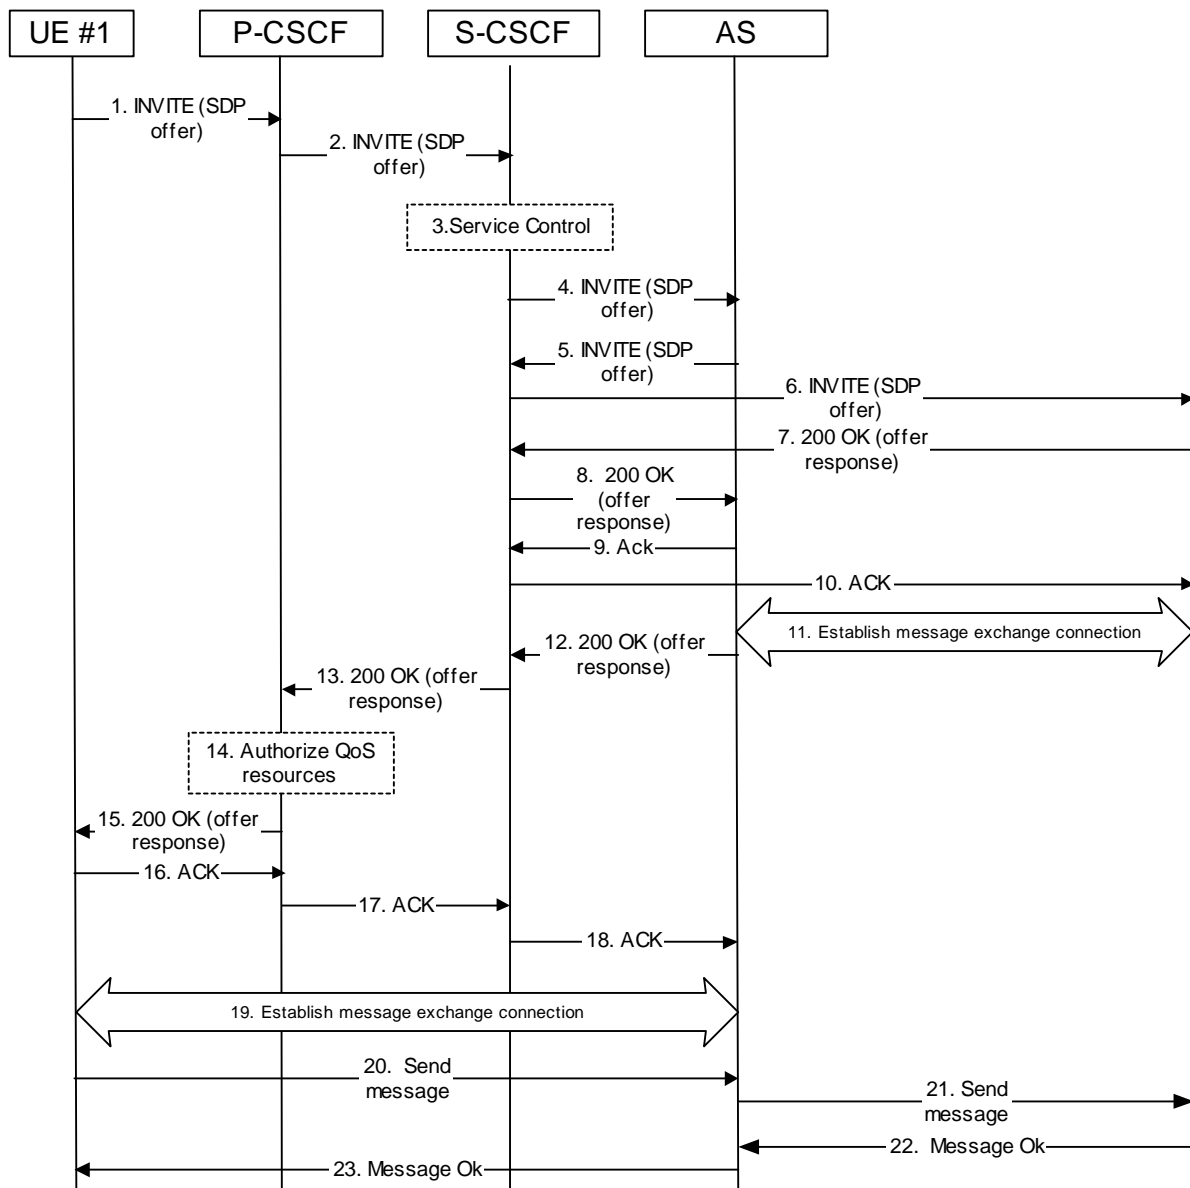 UE #1
P-CSCF
S-CSCF
AS
1. INVITE (SDP
offer)
2. INVITE (SDP
offer)
3.Service Control
4. INVITE (SDP
offer)
5. INVITE (SDP
offer)
6. INVITE (SDP
offer)
7. 200 OK (offer
response)
8. 200 OK
(offer
response)
9. Ack
10. ACK
11. Establish message exchange connection
12. 200 OK (offer
response)
13. 200 OK (offer
response)
14. Authorize QoS
resources
15. 200 OK (offer
response)
16. ACK
17. ACK
18. ACK
19. Establish message exchange connection
20. Send
message
21. Send
message
22. Message Ok
23. Message Ok